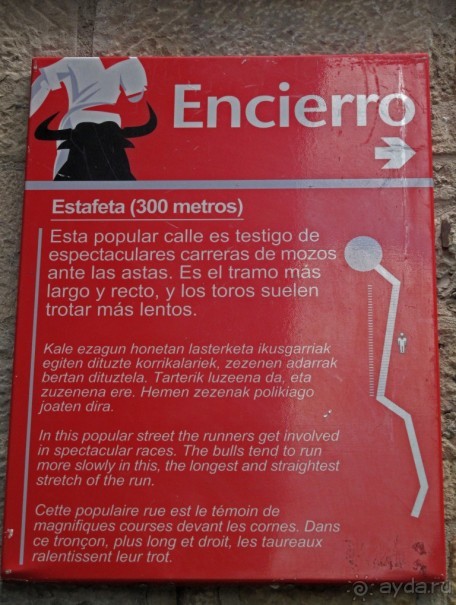 Encierro
Estafeta (300 metros)
Esta popular calle es testigo de
espectaculares carreras de mozos
ante las astas. Es el tramo más
largo y recto, y los toros suelen
trotar más lentos.
Kale ezagun honetan lasterketa ikusgarriak
egiten dituzte korrikalariek, zezenen adarrak
bertan dituztela. Tarterik luzeena da, eta
zuzenena ere. Hemen zezenak polikiago
joaten dira.
In this popular street the runners get involved
in spectacular races. The bulls tend to run
more slowly in this, the longest and straightest
stretch of the run.
Cette populaire rue est le témoin de
magnifiques courses devant les cornes. Dans
ce tronçon, plus long et droit, les taureaux
ralentissent leur trot.
ayda.ru